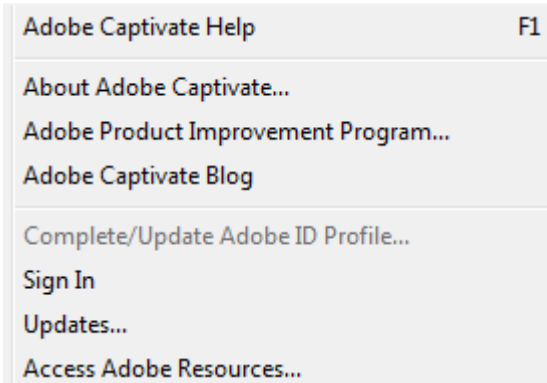 Adobe Captivate Help F1
About Adobe Captivate...
Adobe Product Improvement Program...
Adobe Captivate Blog
Complete/Update Adobe ID Profile...
Sign In
Updates...
Access Adobe Resources...